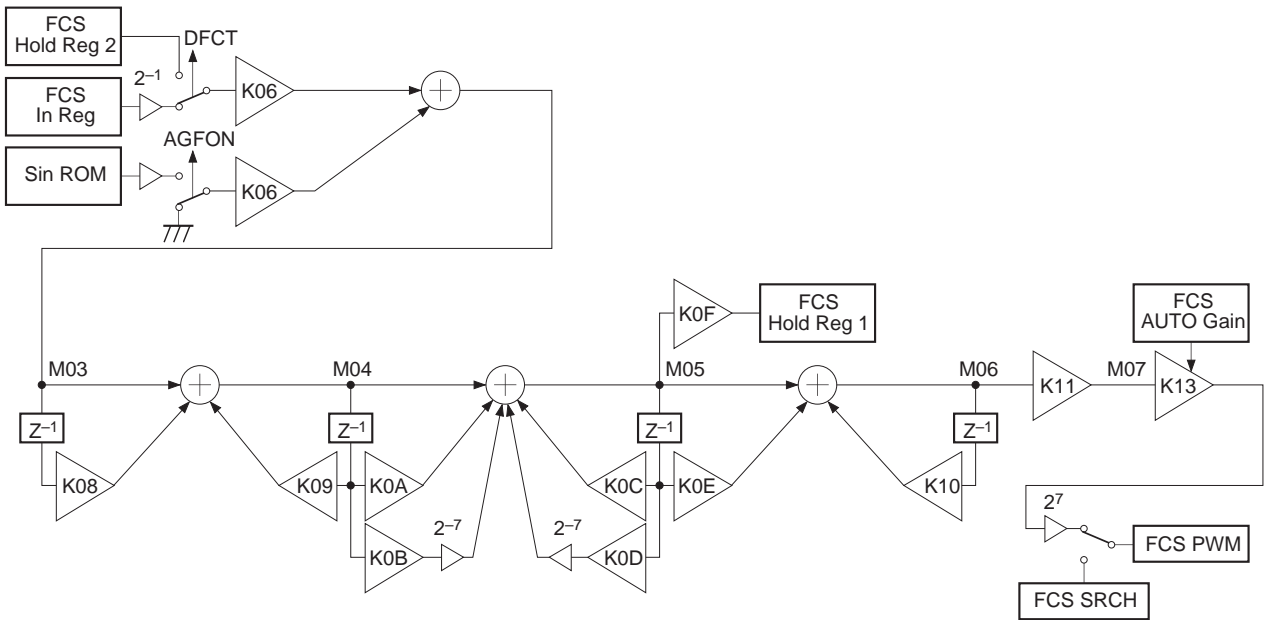 FCS
Hold Reg 2
DFCT
2–1
FCS
In Reg
K06
AGFON
Sin ROM
K06
K0F
FCS
Hold Reg 1
FCS
AUTO Gain
M03
M04
M05
M06
K11
M07
K13
Z–1
Z–1
Z–1
Z–1
K08
K09
K0A
K0C
K0E
K10
2–7
2–7
K0B
K0D
27
FCS PWM
FCS SRCH